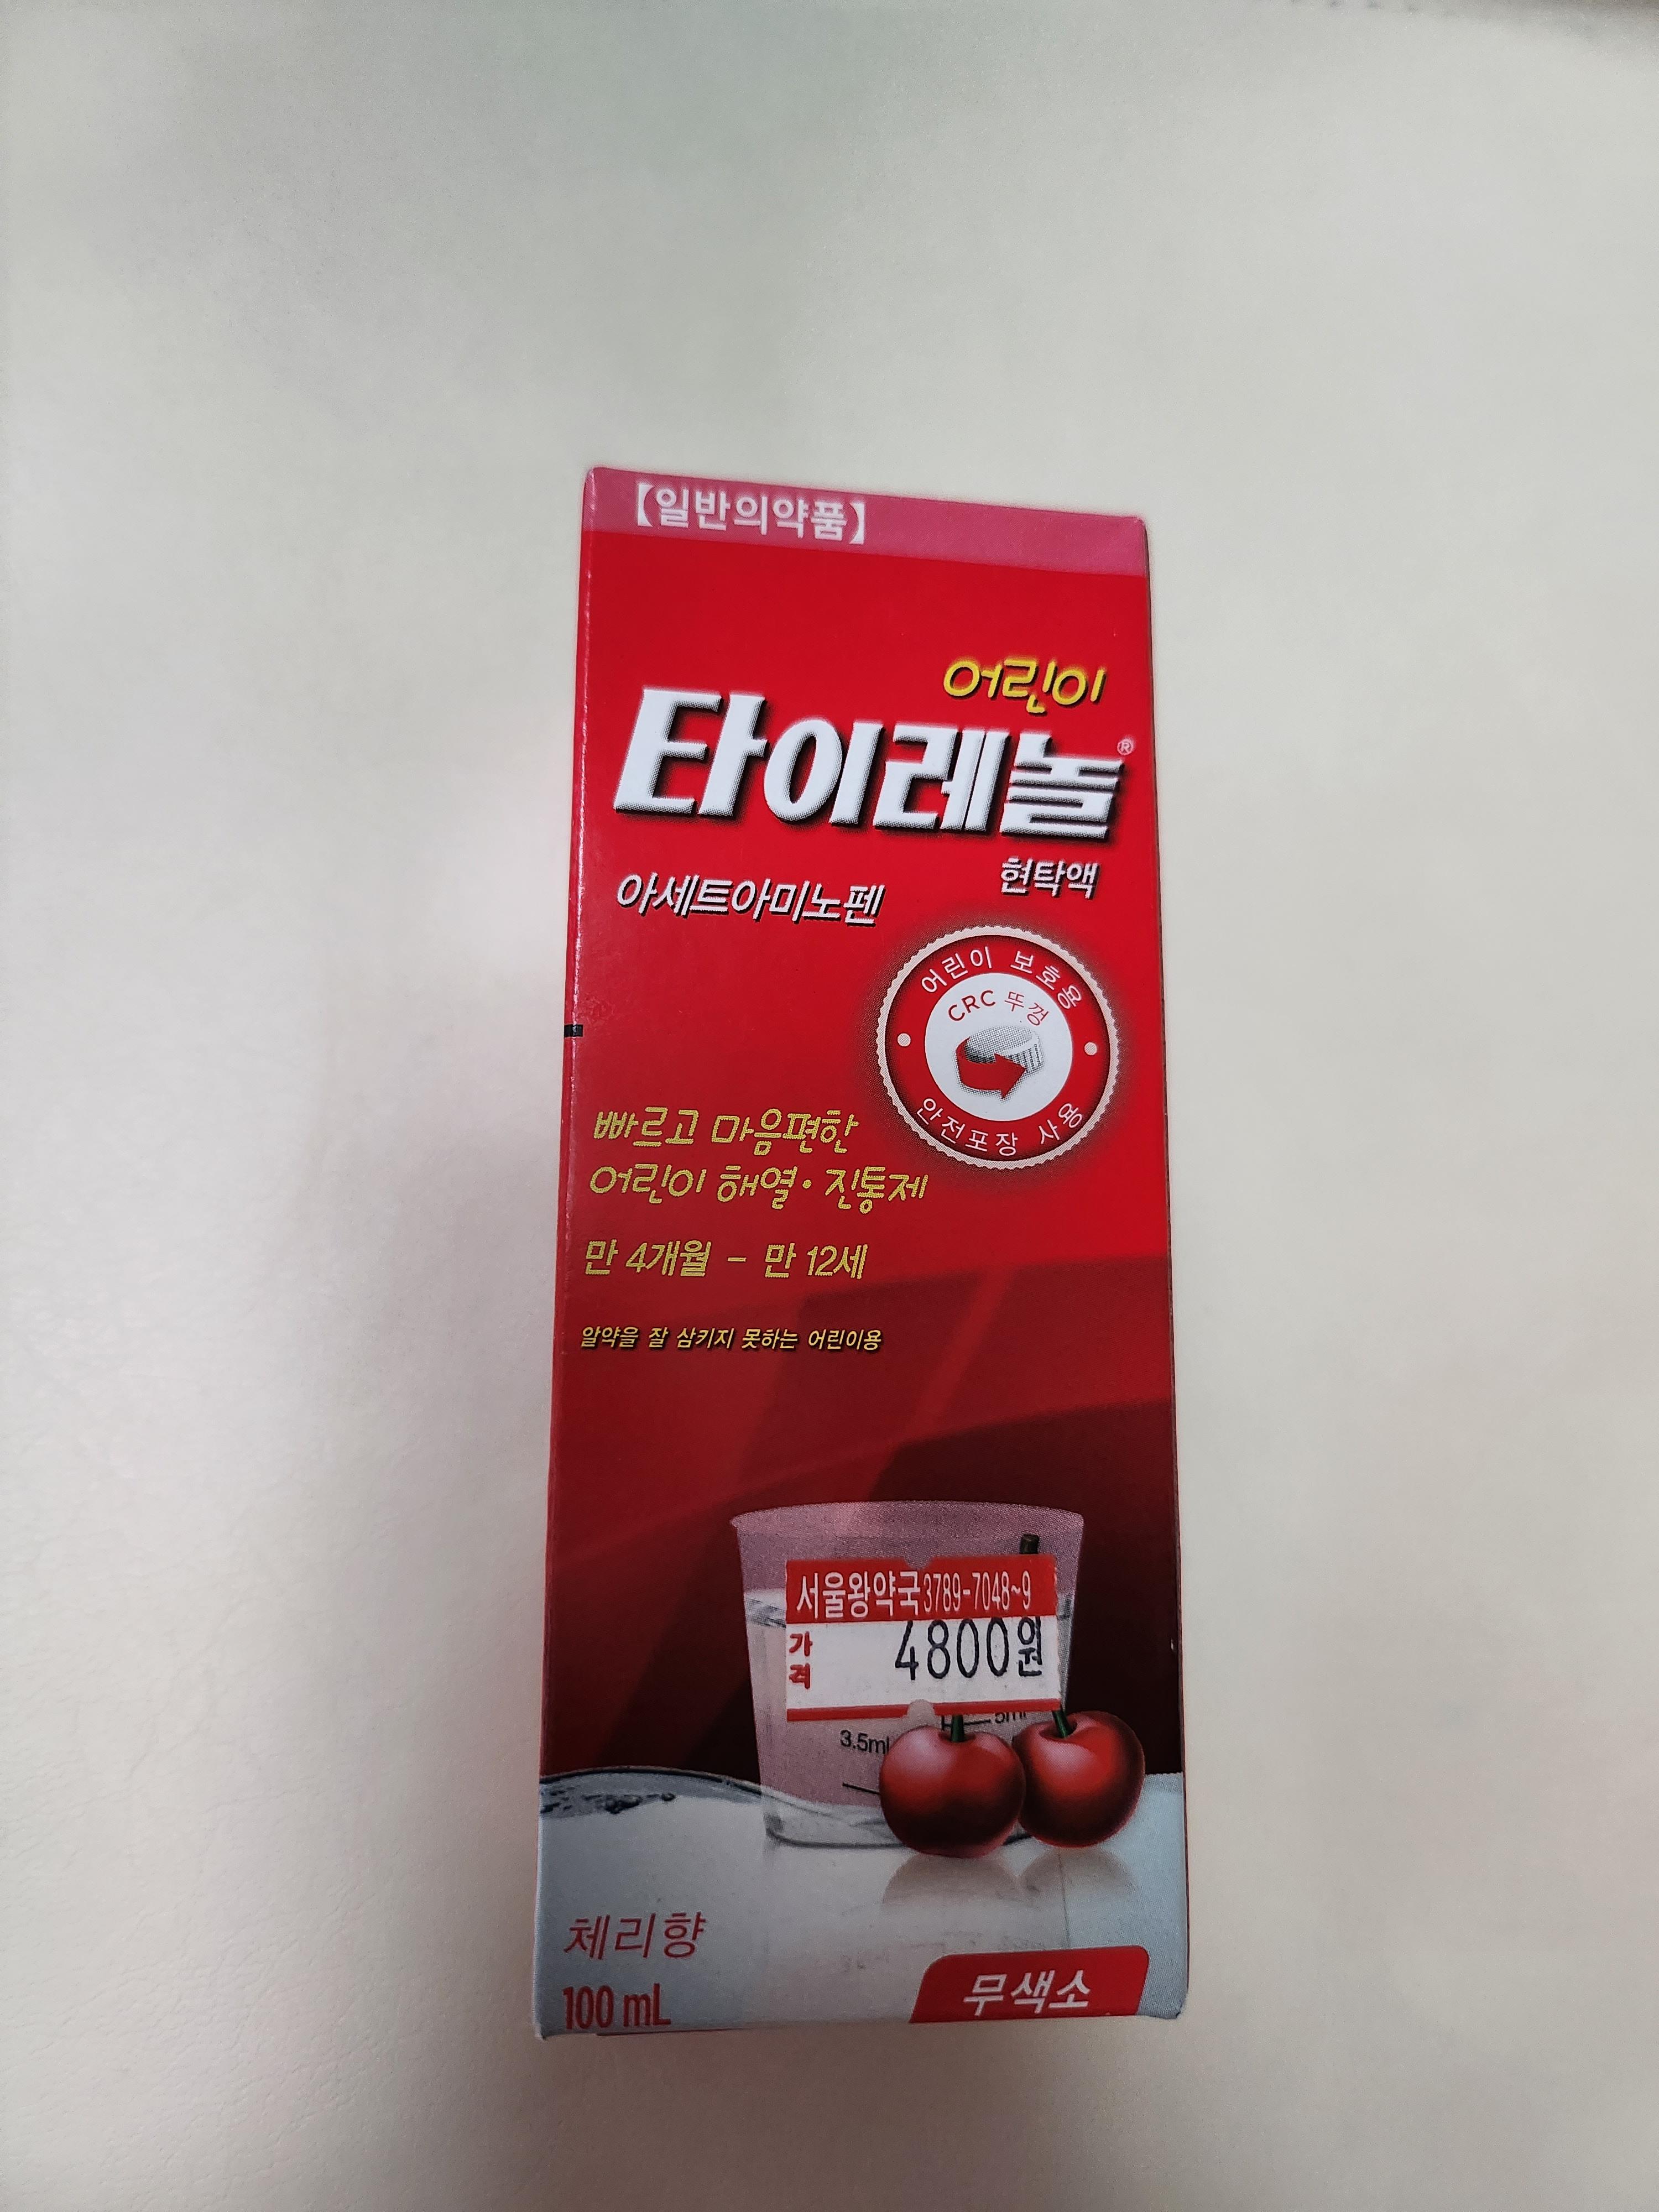 【일반의약품】
어린이
타이레놀®
현탁액
아세트아미노펜
어린이 보호용
CRC 뚜껑
안전포장 사용
빠르고 마음편한
어린이 해열·진통제
만 4개월 - 만 12세
알약을 잘 삼키지 못하는 어린이용
서울왕약국 3789-7048~9
가격
4800원
5ml
3.5ml
체리향
100 mL
무색소